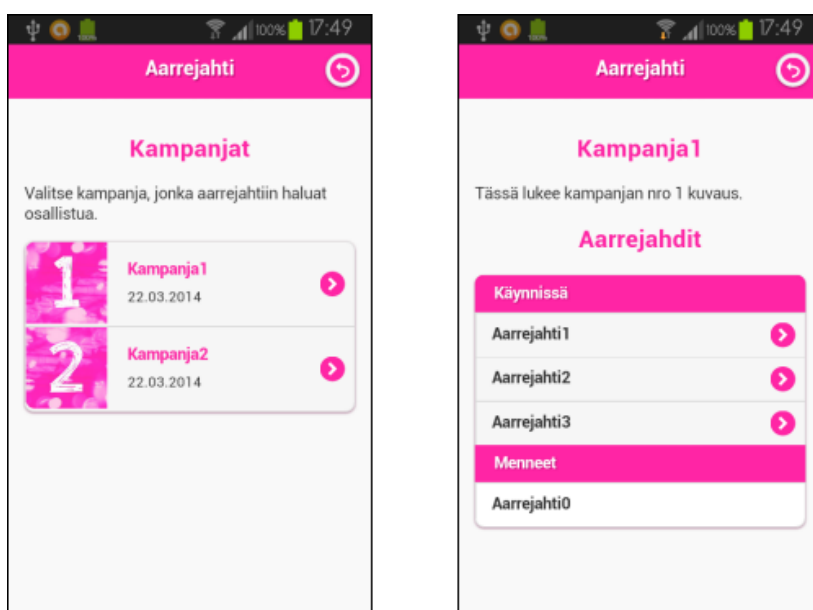 100% 17:49
Aarrejahti
Kampanjat
Valitse kampanja, jonka aarrejahtiin haluat
osallistua.
1
Kampanja1
22.03.2014
2
Kampanja2
22.03.2014
100% 17:49
Aarrejahti
Kampanja1
Tässä lukee kampanjan nro 1 kuvaus.
Aarrejahdit
Käynnissä
Aarrejahti1
Aarrejahti2
Aarrejahti3
Menneet
Aarrejahti0